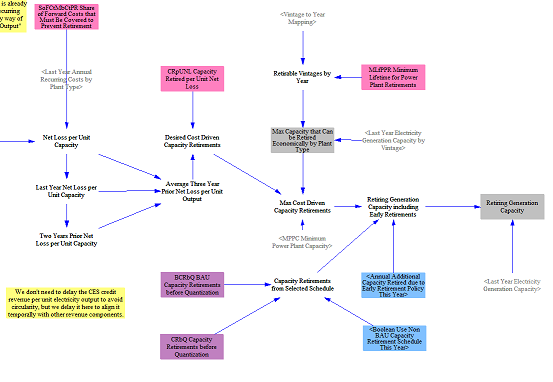 is already
curring
y way of
Output"
SoFCtMbCtPR Share
of Forward Costs that
Must Be Covered to
Prevent Retirement
<Vintage to Year
Mapping>
<Last Year Annual
Recurring Costs by
Plant Type>
CRpUNL Capacity
Retired per Unit Net
Loss
Retirable Vintages by
Year
MLfPPR Minimum
Lifetime for Power
Plant Retirements
Net Loss per Unit
Capacity
Desired Cost Driven
Capacity Retirements
Max Capacity that Can
be Retired
Economically by Plant
Type
<Last Year Electricity
Generation Capacity by
Vintage>
Last Year Net Loss per
Unit Capacity
Average Three Year
Prior Net Loss per Unit
Output
Max Cost Driven
Capacity Retirements
Retiring Generation
Capacity including
Early Retirements
Retiring Generation
Capacity
Two Years Prior Net
Loss per Unit Capacity
<MPPC Minimum
Power Plant Capacity>
We don't need to delay the CES credit
revenue per unit electricity output to avoid
circularity, but we delay it here to align it
temporally with other revenue components.
BCRbQ BAU
Capacity Retirements
before Quantization
Capacity Retirements
from Selected Schedule
<Annual Additional
Capacity Retired due to
Early Retirement Policy
This Year>
<Last Year Electricity
Generation Capacity>
CRbQ Capacity
Retirements before
Quantization
<Boolean Use Non
BAU Capacity
Retirement Schedule
This Year>